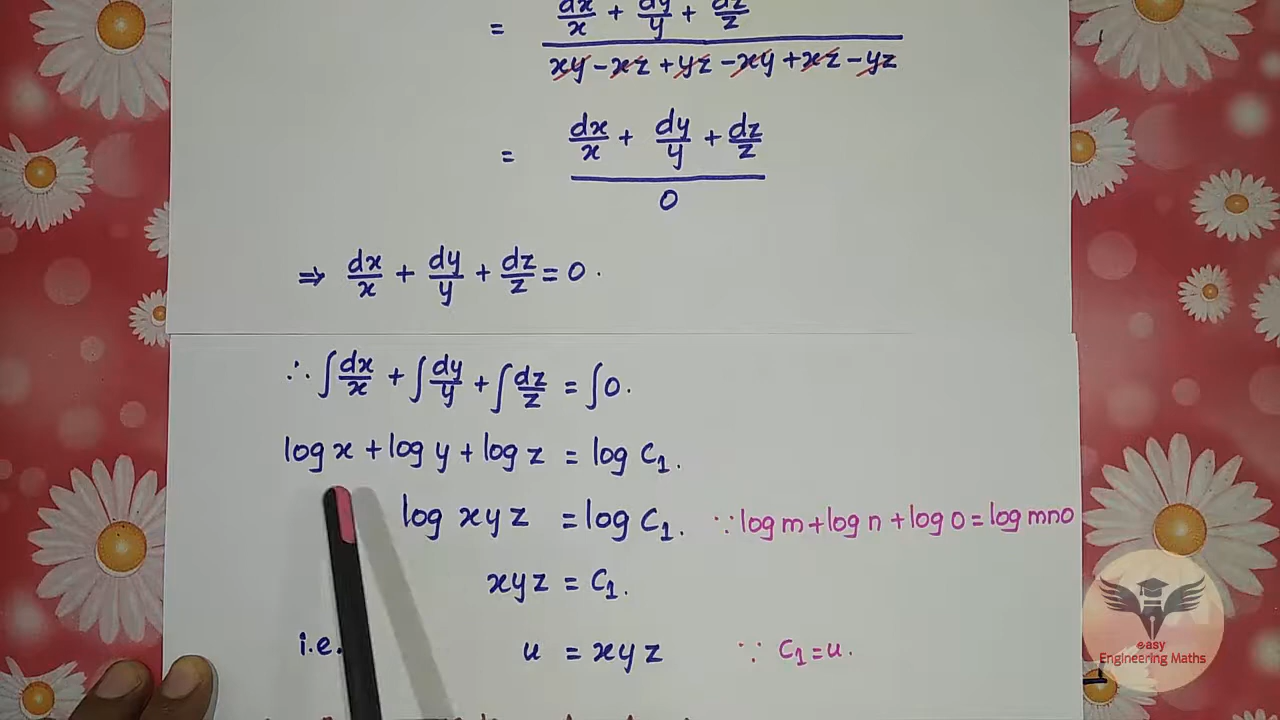 = dx/x + dy/y + dz/z
xy - xz + yz - xy + xz - yz
= dx/x + dy/y + dz/z
0
⇒ dx/x + dy/y + dz/z = 0.
∴ ∫dx/x + ∫dy/y + ∫dz/z = ∫0.
log x + log y + log z = log C₁.
log xyz = log C₁. ∵ log m + log n + log o = log mno
xyz = C₁.
i.e. u = xyz ∵ C₁ = u.
easy
Engineering Maths